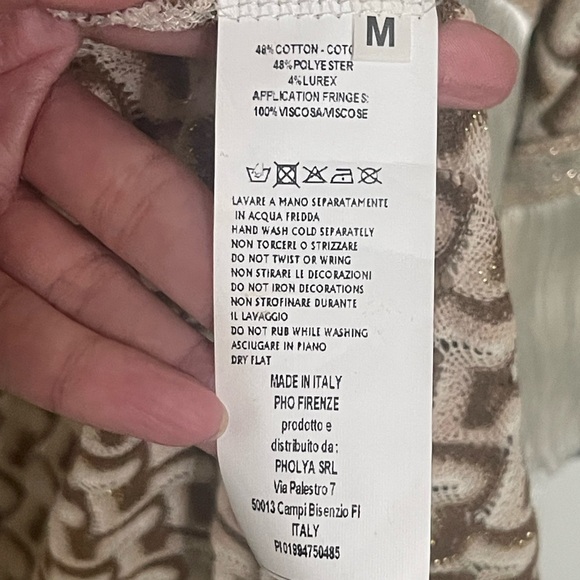 M
48% COTTON - COTO
48% POLYESTER
4% LUREX
APPLICATION FRINGES:
100% VISCOSA/VISCOSE
LAVARE A MANO SEPARATAMENTE
IN ACQUA FREDDA
HAND WASH COLD SEPARATELY
NON TORCERE O STRIZZARE
DO NOT TWIST OR WRING
NON STIRARE LE DECORAZIONI
DO NOT IRON DECORATIONS
NON STROFINARE DURANTE
IL LAVAGGIO
DO NOT RUB WHILE WASHING
ASCIUGARE IN PIANO
DRY FLAT
MADE IN ITALY
PHO FIRENZE
prodotto e
distribuito da:
PHOLYA SRL
Via Palestro 7
50013 Campi Bisenzio FI
ITALY
PI01894750485